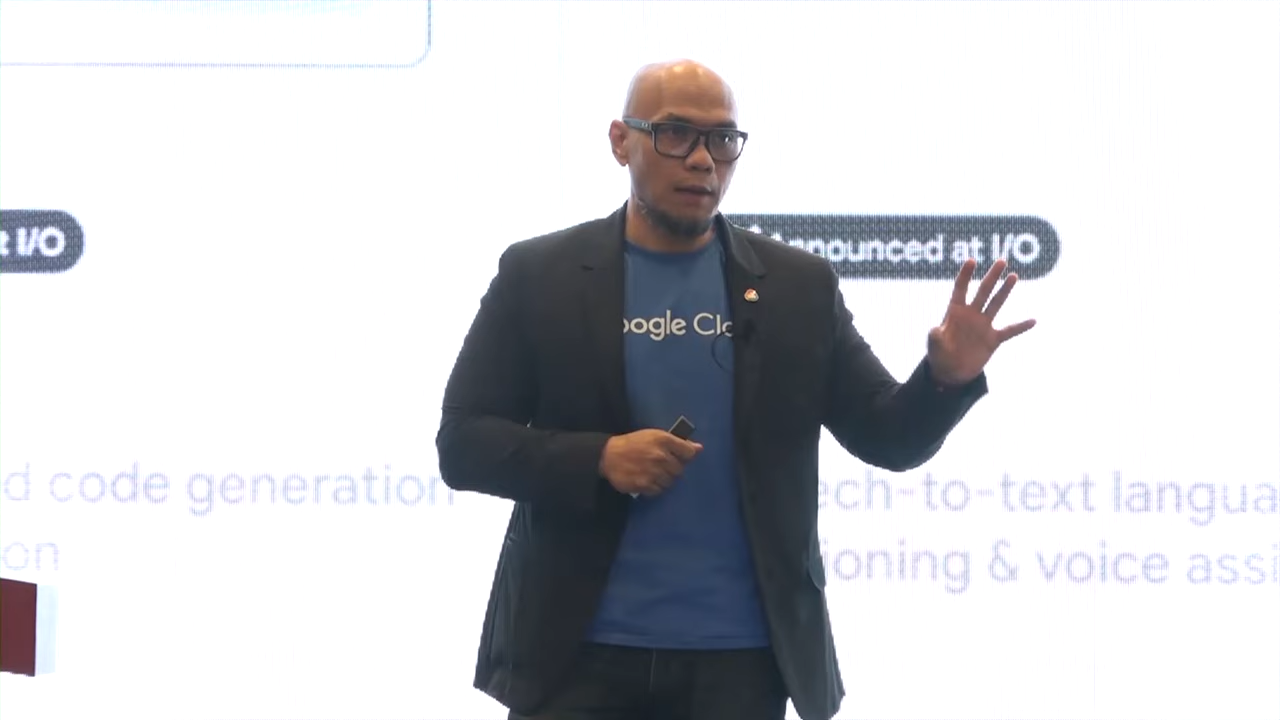 t I/O
Announced at I/O
oogle Clo
d code generation
ech-to-text langua
on
ioning & voice assi